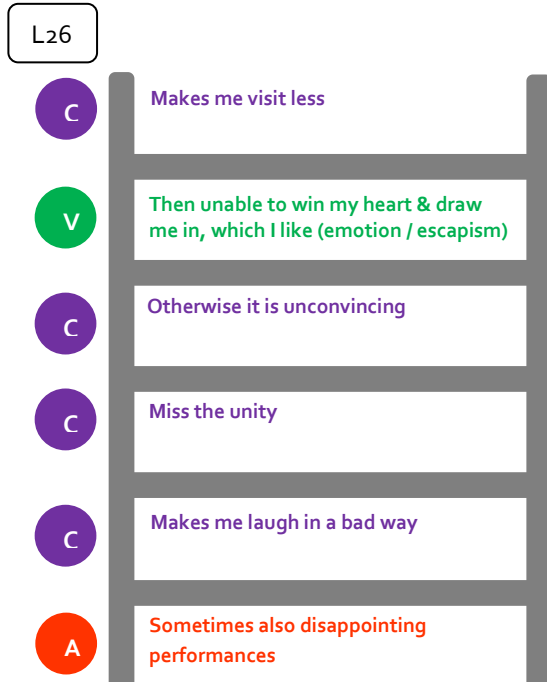 L26
C
Makes me visit less
V
Then unable to win my heart & draw
me in, which I like (emotion / escapism)
C
Otherwise it is unconvincing
C
Miss the unity
C
Makes me laugh in a bad way
A
Sometimes also disappointing
performances